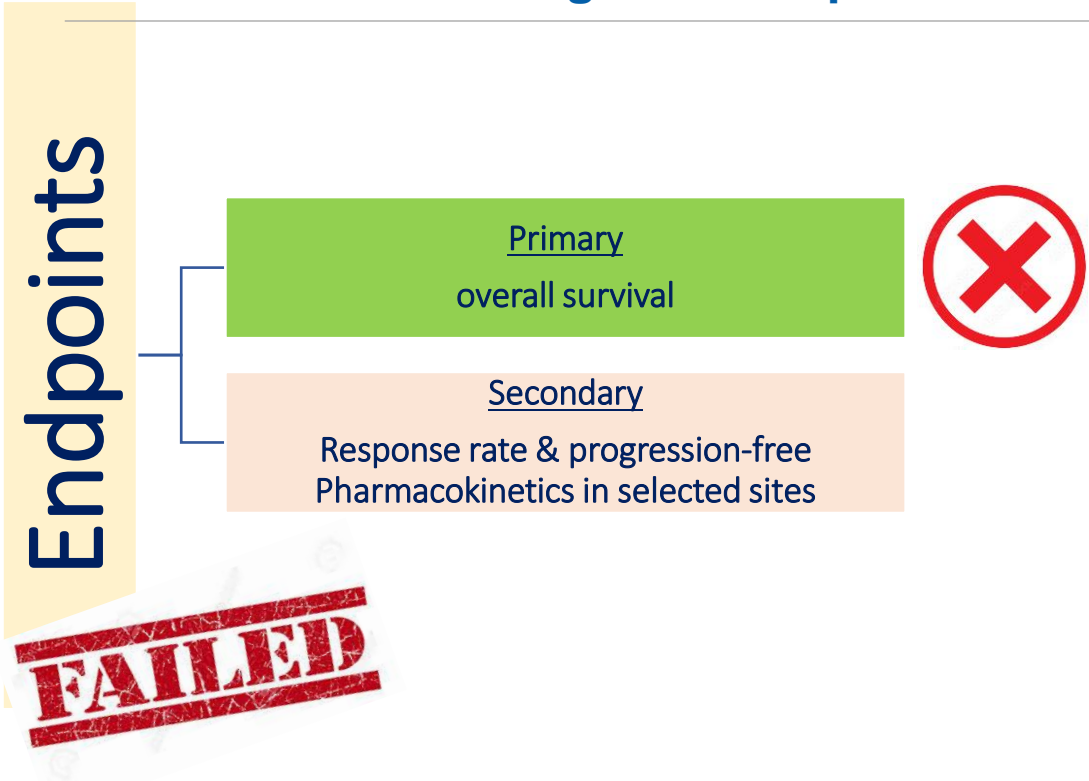 Endpoints
Primary
overall survival
Secondary
Response rate & progression-free
Pharmacokinetics in selected sites
FAILED